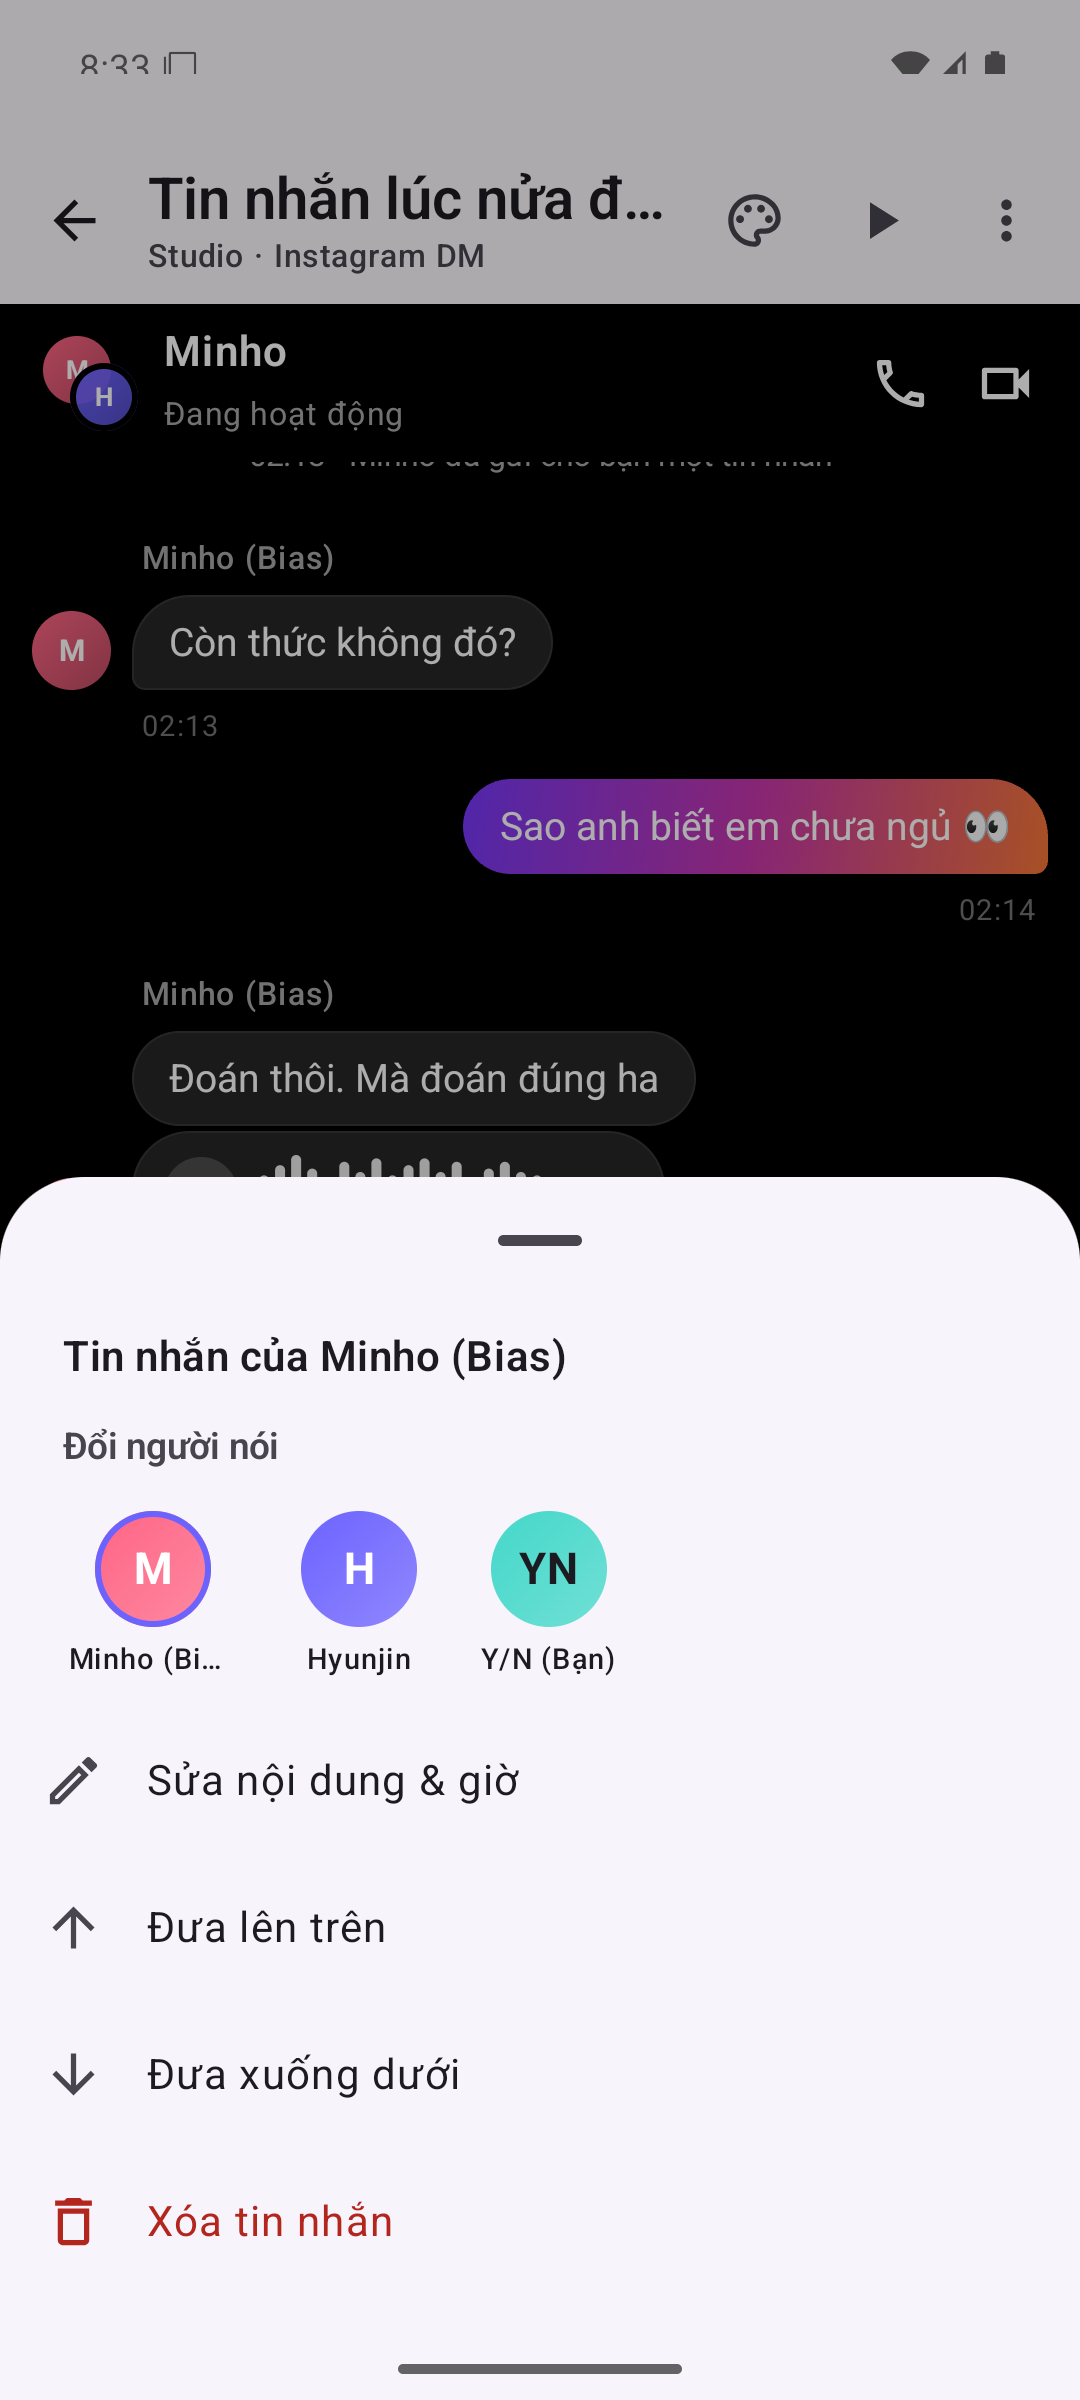 8:33
Tin nhắn lúc nửa đ...
Studio · Instagram DM
M
H
Minho
Đang hoạt động
Minho (Bias)
M
Còn thức không đó?
02:13
Sao anh biết em chưa ngủ 👀
02:14
Minho (Bias)
Đoán thôi. Mà đoán đúng ha
Tin nhắn của Minho (Bias)
Đổi người nói
M
H
YN
Minho (Bi...
Hyunjin
Y/N (Bạn)
Sửa nội dung & giờ
Đưa lên trên
Đưa xuống dưới
Xóa tin nhắn